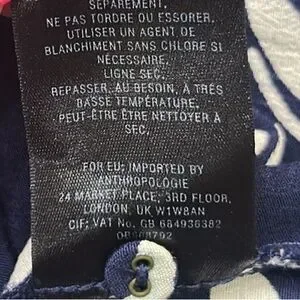 SÉPARÉMENT.
NE PAS TORDRE OU ESSORER.
UTILISER UN AGENT DE
BLANCHIMENT SANS CHLORE SI
NÉCESSAIRE.
LIGNE SEC.
REPASSER, AU BESOIN, À TRÈS
BASSE TEMPÉRATURE.
PEUT-ÊTRE ÊTRE NETTOYER À
SEC.
FOR EU: IMPORTED BY
ANTHROPOLOGIE
24 MARKET PLACE, 3RD FLOOR,
LONDON, UK W1W8AN
CIF; VAT No. GB 684936382